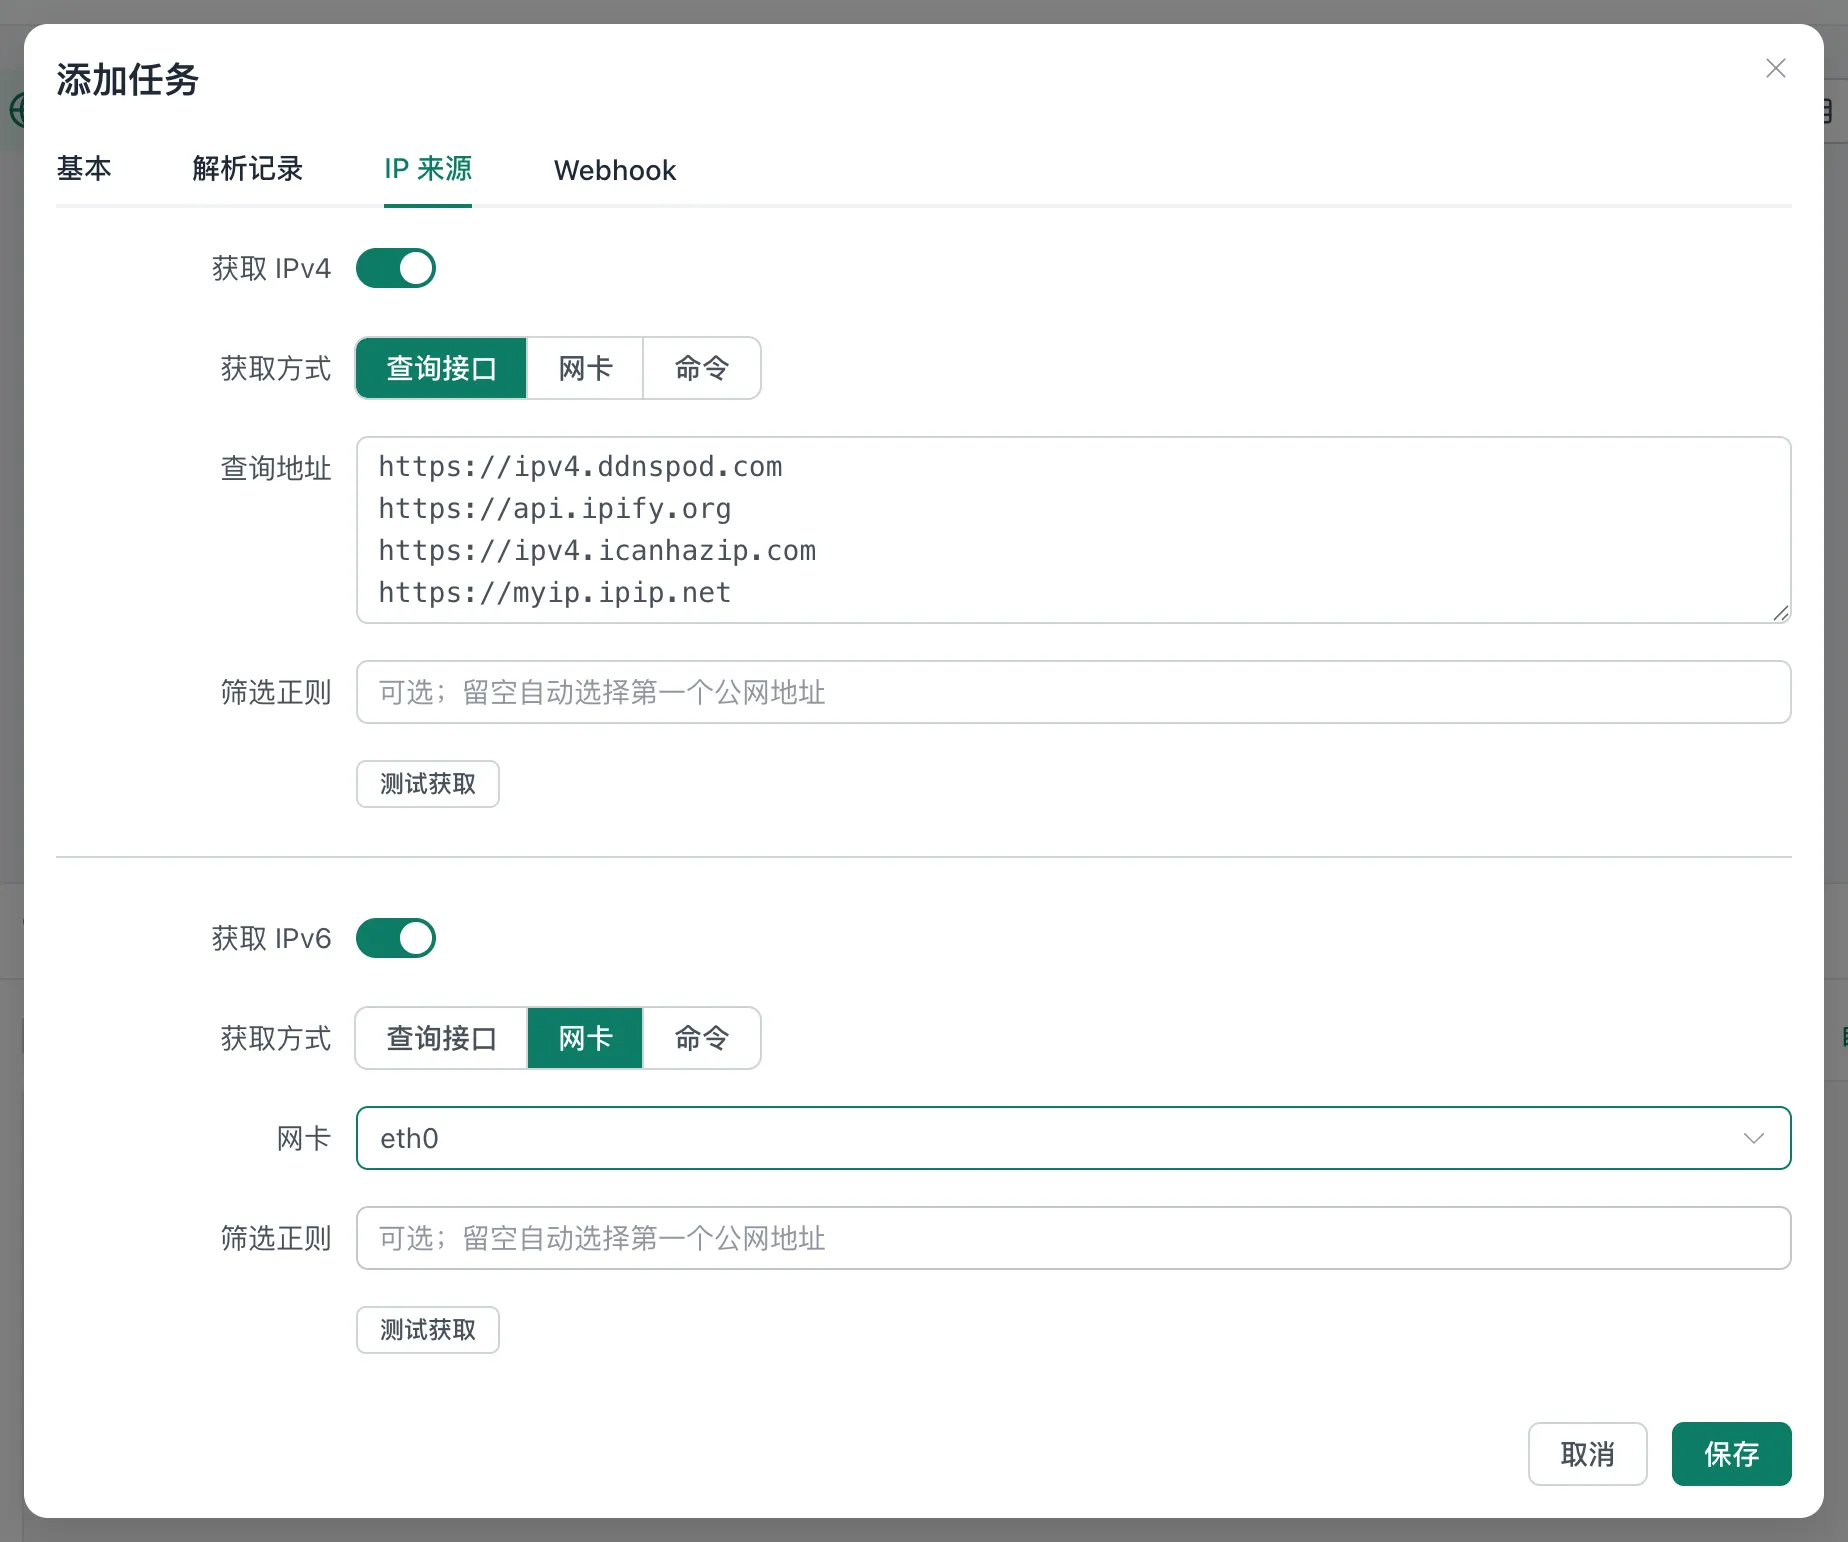 添加任务
基本 解析记录 IP 来源 Webhook
获取 IPv4
获取方式 查询接口 网卡 命令
查询地址 https://ipv4.ddnspod.com
https://api.ipify.org
https://ipv4.icanhazip.com
https://myip.ipip.net
筛选正则 可选；留空自动选择第一个公网地址
测试获取
获取 IPv6
获取方式 查询接口 网卡 命令
网卡 eth0
筛选正则 可选；留空自动选择第一个公网地址
测试获取
取消 保存